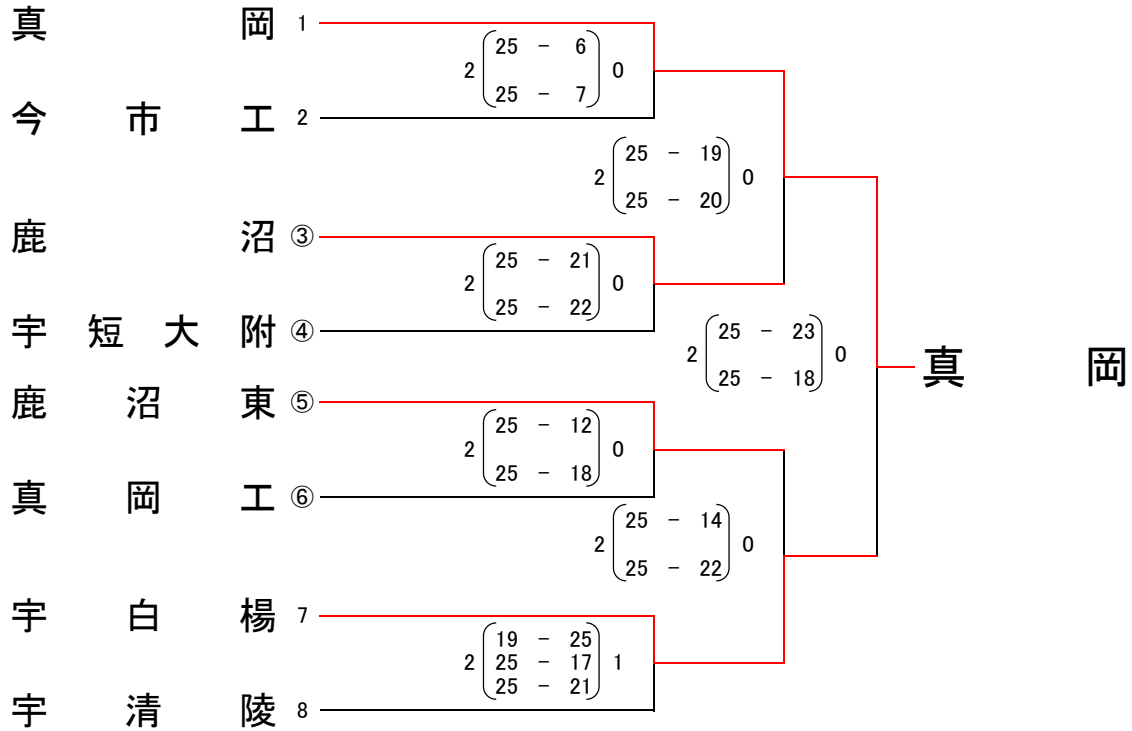 真岡 1
25 - 6
2 0
25 - 7
今市工 2
25 - 19
2 0
25 - 20
鹿沼 ③
25 - 21
2 0
25 - 22
宇短大附 ④
25 - 23
2 0
25 - 18
真岡
鹿沼東 ⑤
25 - 12
2 0
25 - 18
真岡工 ⑥
25 - 14
2 0
25 - 22
宇白楊 7
19 - 25
2 25 - 17 1
25 - 21
宇清陵 8